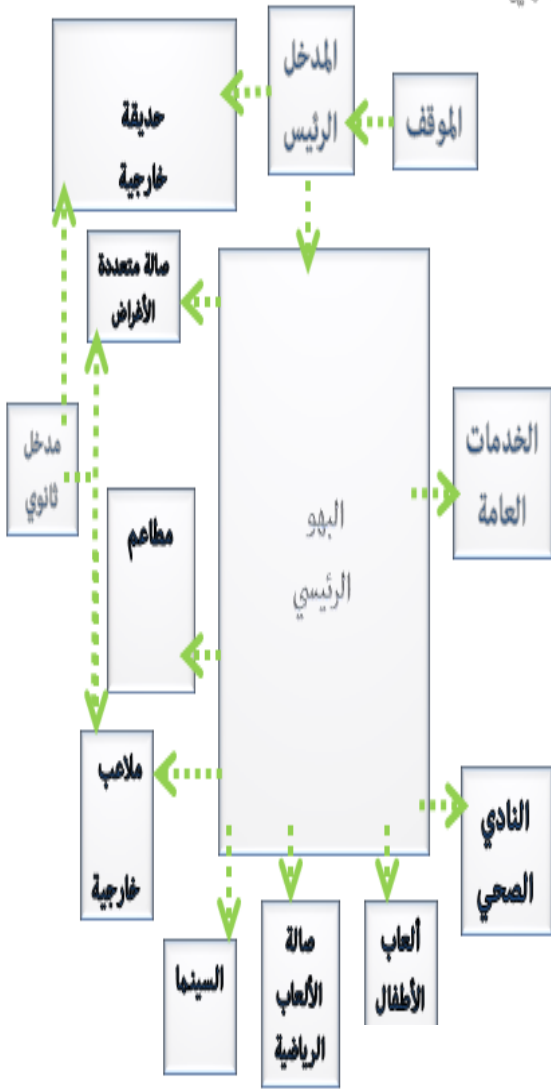 الموقف
المدخل
الرئيس
حديقة
خارجية
صالة متعددة
الأغراض
مدخل
ثانوي
الخدمات
العامة
البهو
الرئيسي
مطاعم
ملاعب
خارجية
النادي
الصحي
ألعاب
الأطفال
صالة
الألعاب
الرياضية
السينما